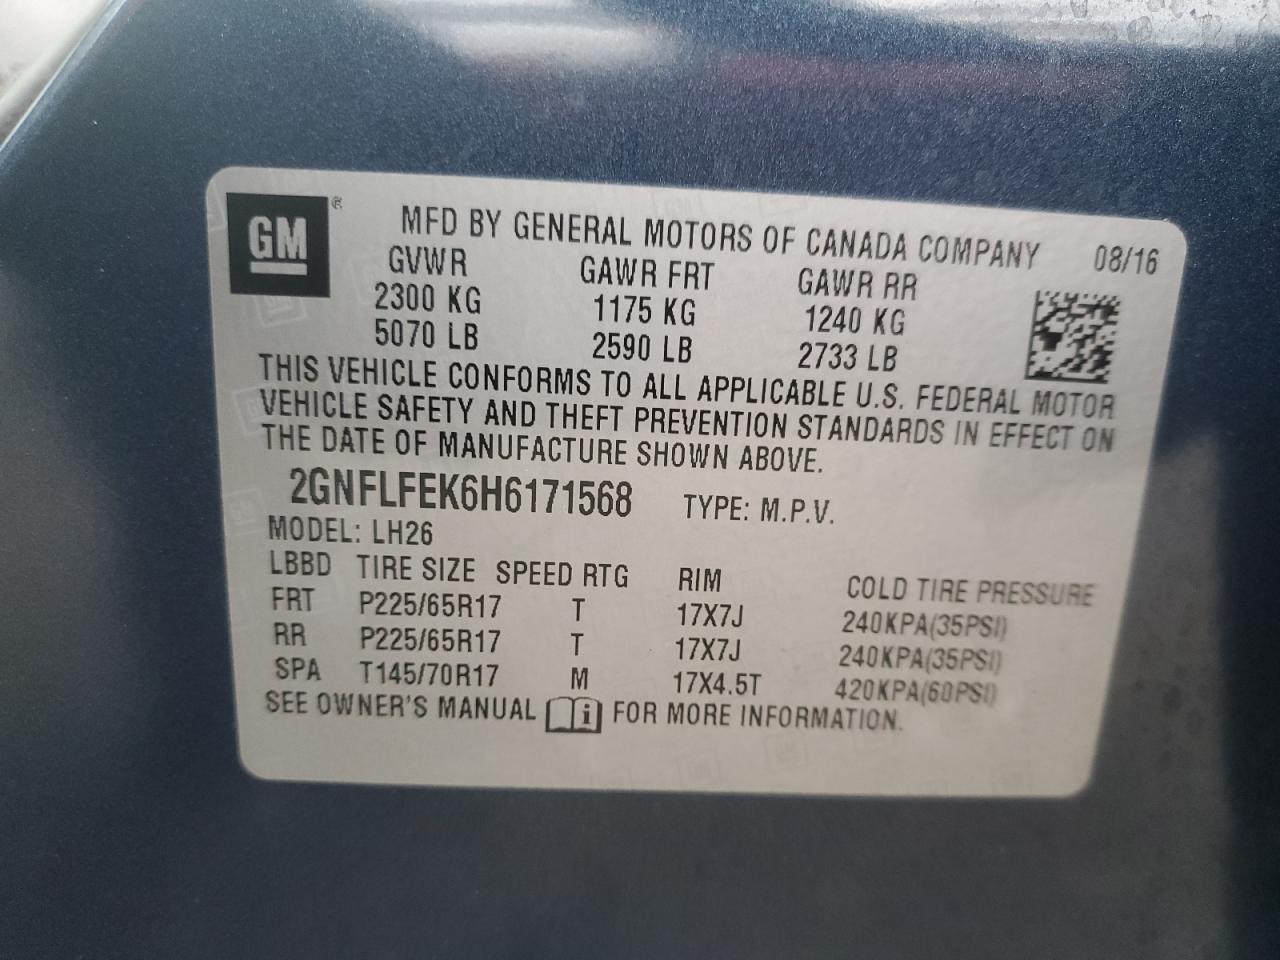 GM ®
MFD BY GENERAL MOTORS OF CANADA COMPANY 08/16
GVWR GAWR FRT GAWR RR
2300 KG 1175 KG 1240 KG
5070 LB 2590 LB 2733 LB
THIS VEHICLE CONFORMS TO ALL APPLICABLE U.S. FEDERAL MOTOR
VEHICLE SAFETY AND THEFT PREVENTION STANDARDS IN EFFECT ON
THE DATE OF MANUFACTURE SHOWN ABOVE.
2GNFLFEK6H6171568 TYPE: M.P.V.
MODEL: LH26
LBBD TIRE SIZE SPEED RTG RIM COLD TIRE PRESSURE
FRT P225/65R17 T 17X7J 240KPA(35PSI)
RR P225/65R17 T 17X7J 240KPA(35PSI)
SPA T145/70R17 M 17X4.5T 420KPA(60PSI)
SEE OWNER'S MANUAL i FOR MORE INFORMATION.